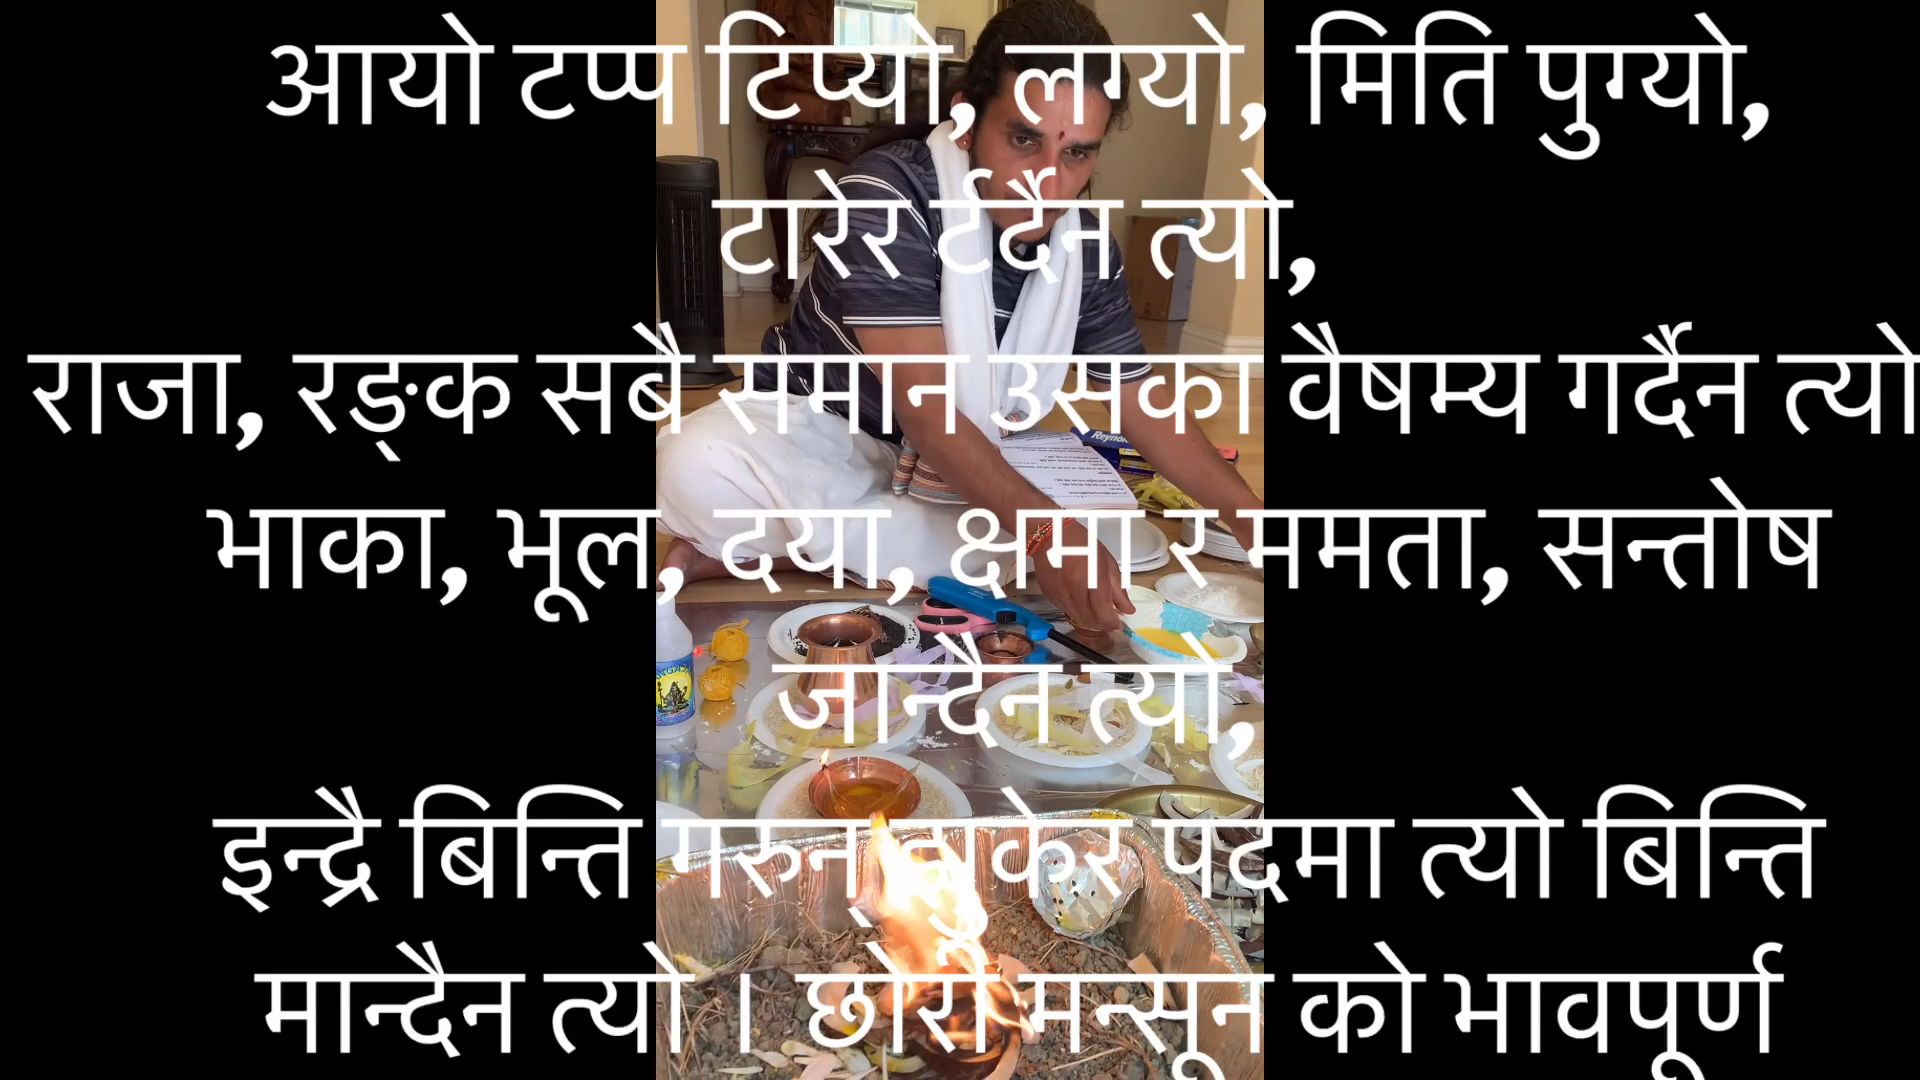 आयो टप्प टिप्यो, लग्यो, मिति पुग्यो,
टारेर र्टर्दैन त्यो,
राजा, रङ्क सबै समान उसका वैषम्य गर्दैन त्यो
भाका, भूल, दया, क्षमा र ममता, सन्तोष
जान्दैन त्यो,
इन्द्रै बिन्ति गरुन् झुकेर पदमा त्यो बिन्ति
मान्दैन त्यो । छोरी मन्सून को भावपूर्ण
Reynol